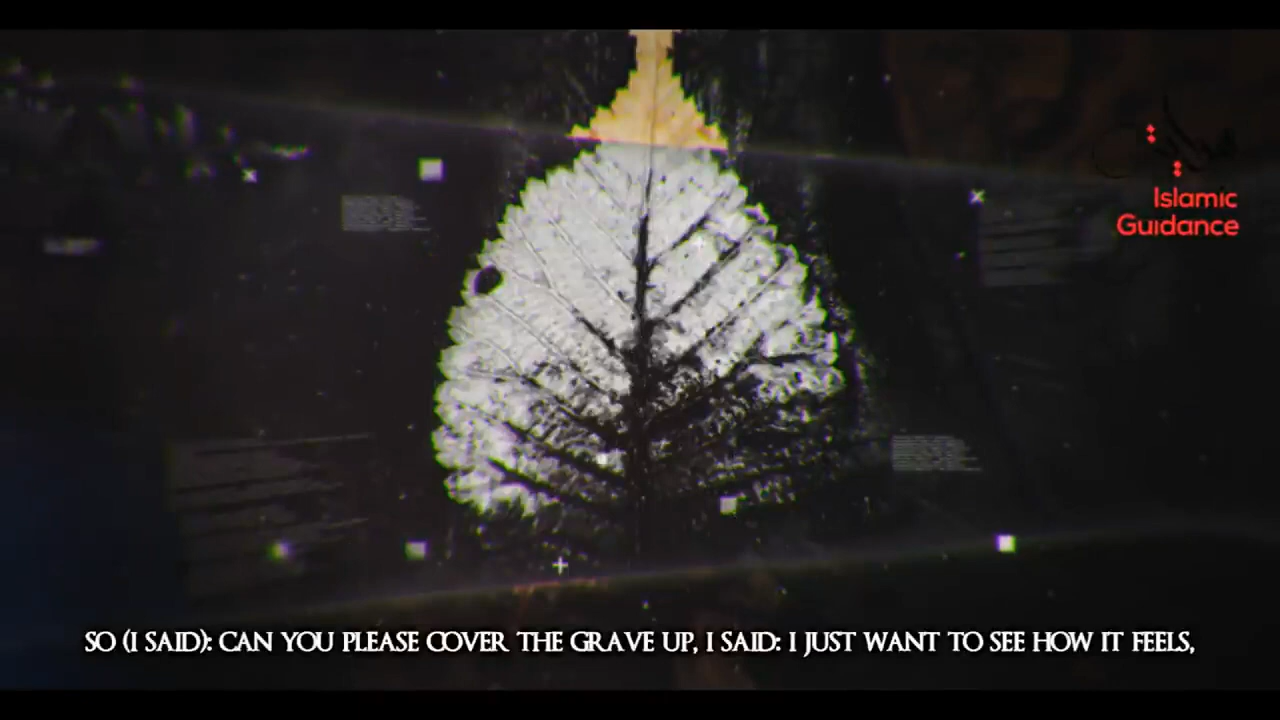 Islamic
Guidance
SO (I SAID): CAN YOU PLEASE COVER THE GRAVE UP, I SAID: I JUST WANT TO SEE HOW IT FEELS,